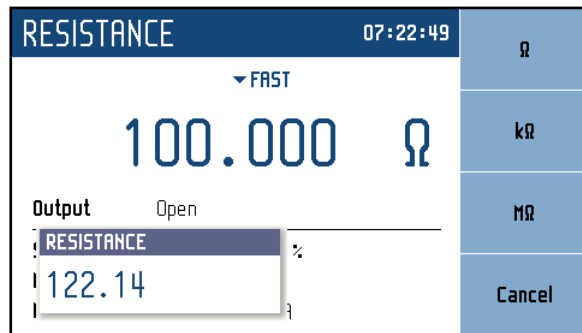 RESISTANCE 07:22:49
FAST
100.000 Ω
Output Open
%
RESISTANCE
122.14
Ω
kΩ
MΩ
Cancel